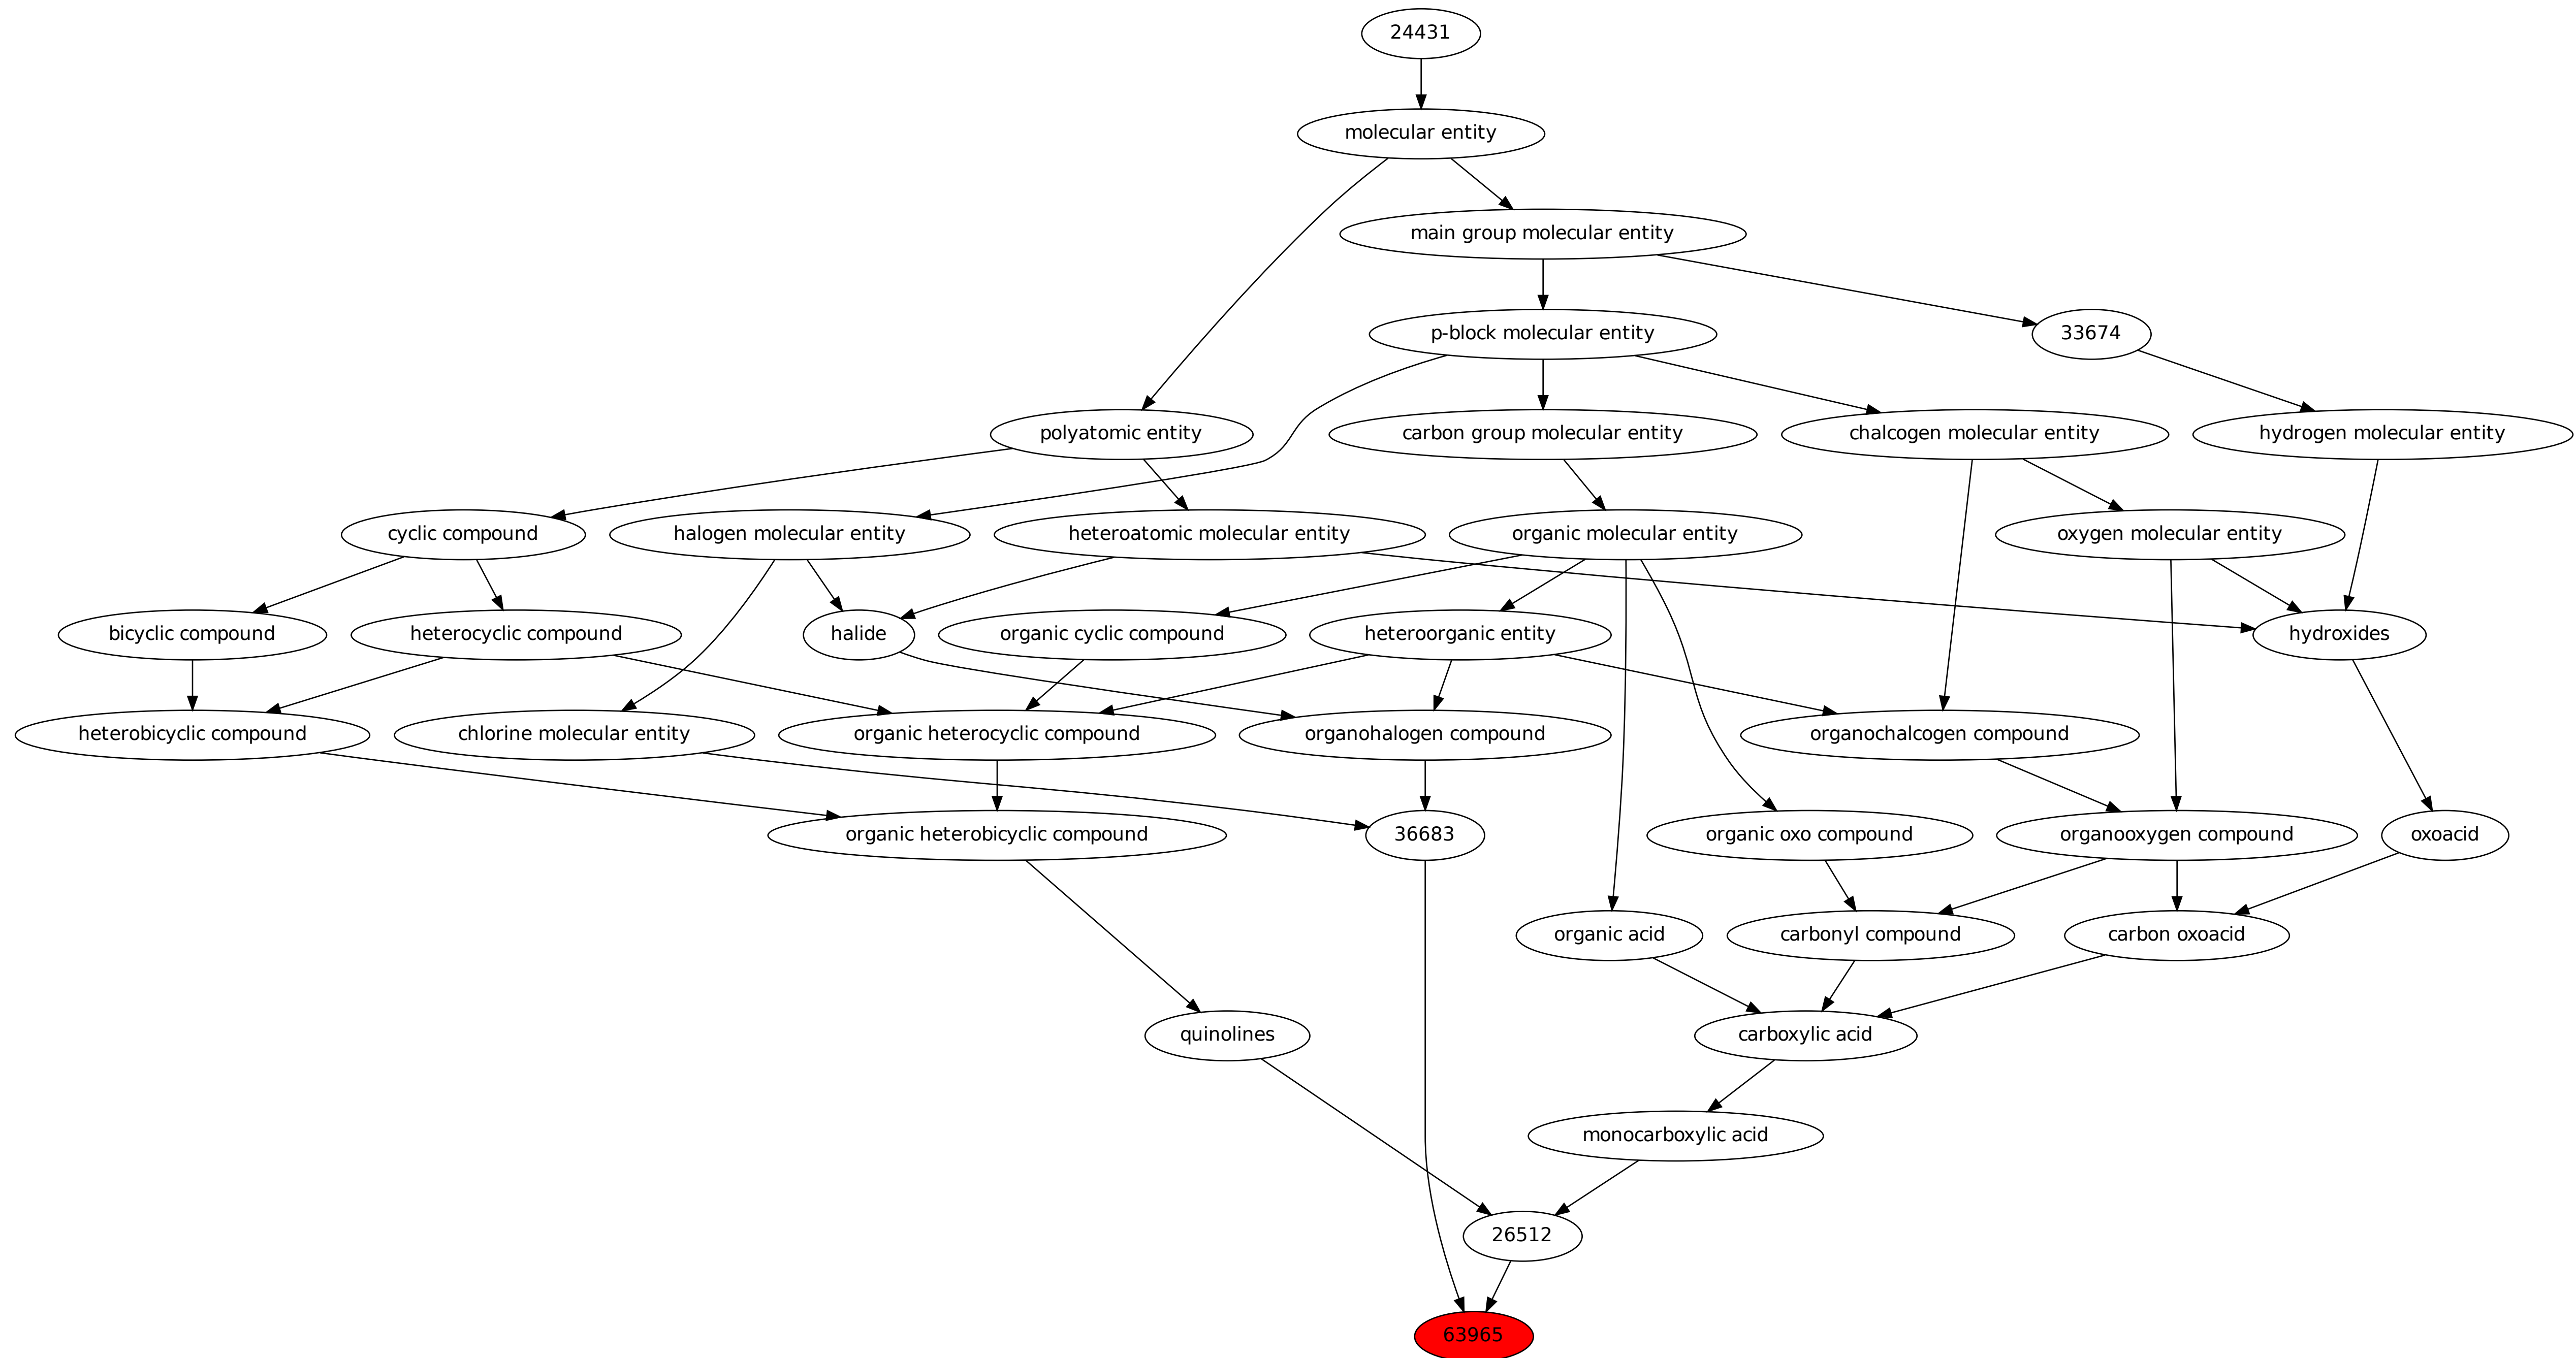 24431
molecular entity
main group molecular entity
p-block molecular entity
33674
polyatomic entity
carbon group molecular entity
chalcogen molecular entity
hydrogen molecular entity
cyclic compound
halogen molecular entity
heteroatomic molecular entity
organic molecular entity
oxygen molecular entity
bicyclic compound
heterocyclic compound
halide
organic cyclic compound
heteroorganic entity
hydroxides
heterobicyclic compound
chlorine molecular entity
organic heterocyclic compound
organohalogen compound
organochalcogen compound
organic heterobicyclic compound
36683
organic oxo compound
organooxygen compound
oxoacid
organic acid
carbonyl compound
carbon oxoacid
quinolines
carboxylic acid
monocarboxylic acid
26512
63965